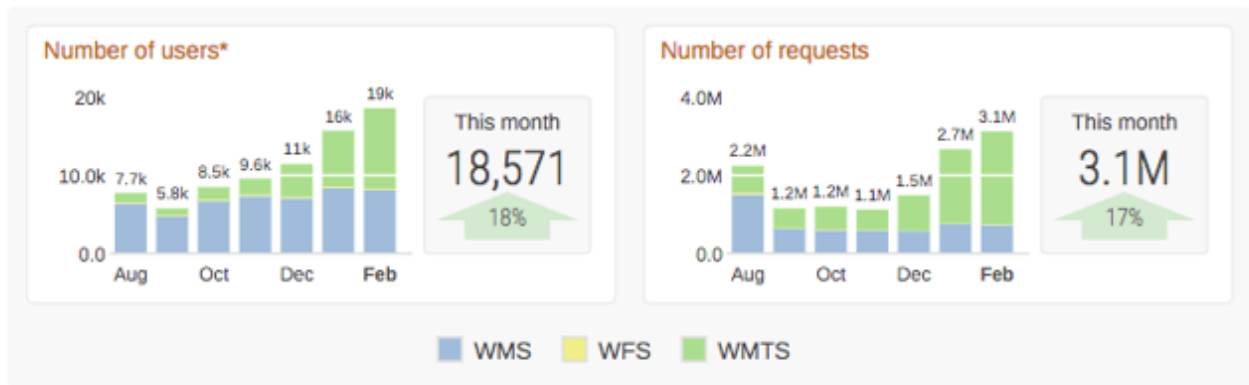 Number of users*
20k
10.0k
0.0
7.7k
5.8k
8.5k
9.6k
11k
16k
19k
Aug
Oct
Dec
Feb
This month
18,571
18%
Number of requests
4.0M
2.0M
0.0
2.2M
1.2M
1.2M
1.1M
1.5M
2.7M
3.1M
Aug
Oct
Dec
Feb
This month
3.1M
17%
WMS
WFS
WMTS